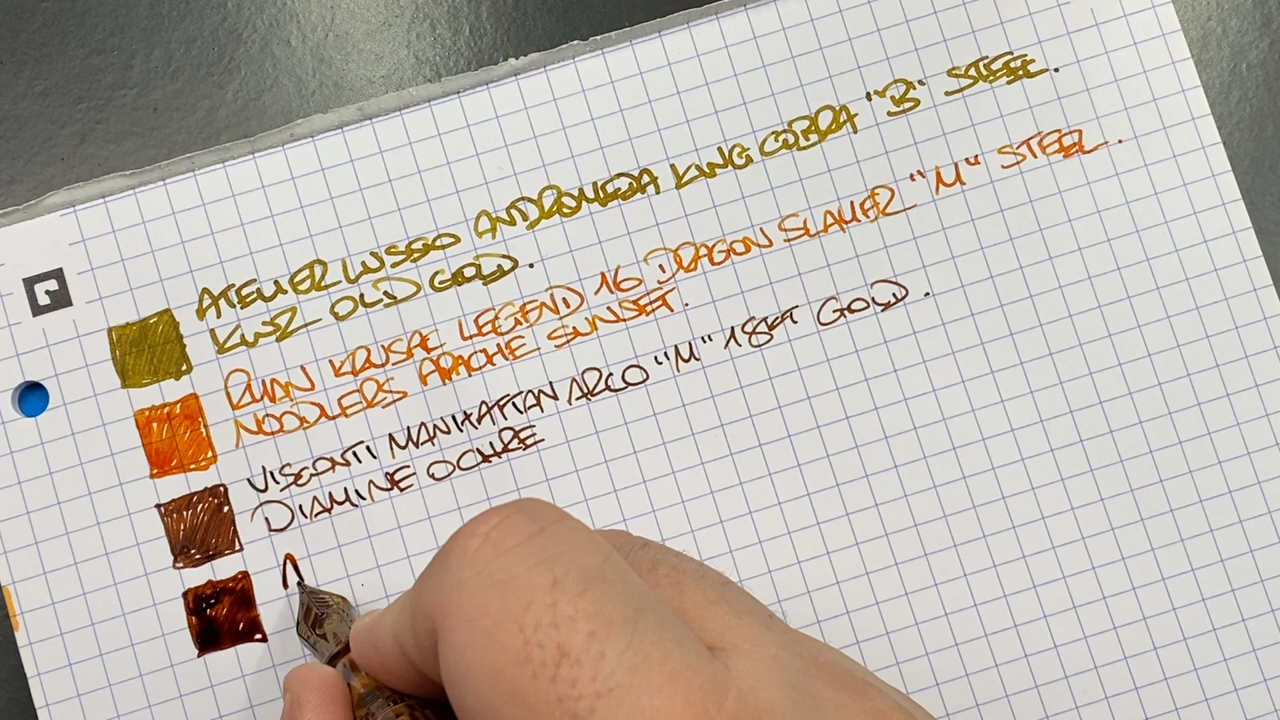 ATELIER LUSSO ANDROMEDA KING COBRA "B" STEEL.
KWZ OLD GOLD.
RYAN KRUSAC LEGEND 16 DRAGON SLAYER "M" STEEL.
NOODLERS APACHE SUNSET.
VISCONTI MANHATTAN ARCO "M" 18KT GOLD.
DIAMINE OCHRE